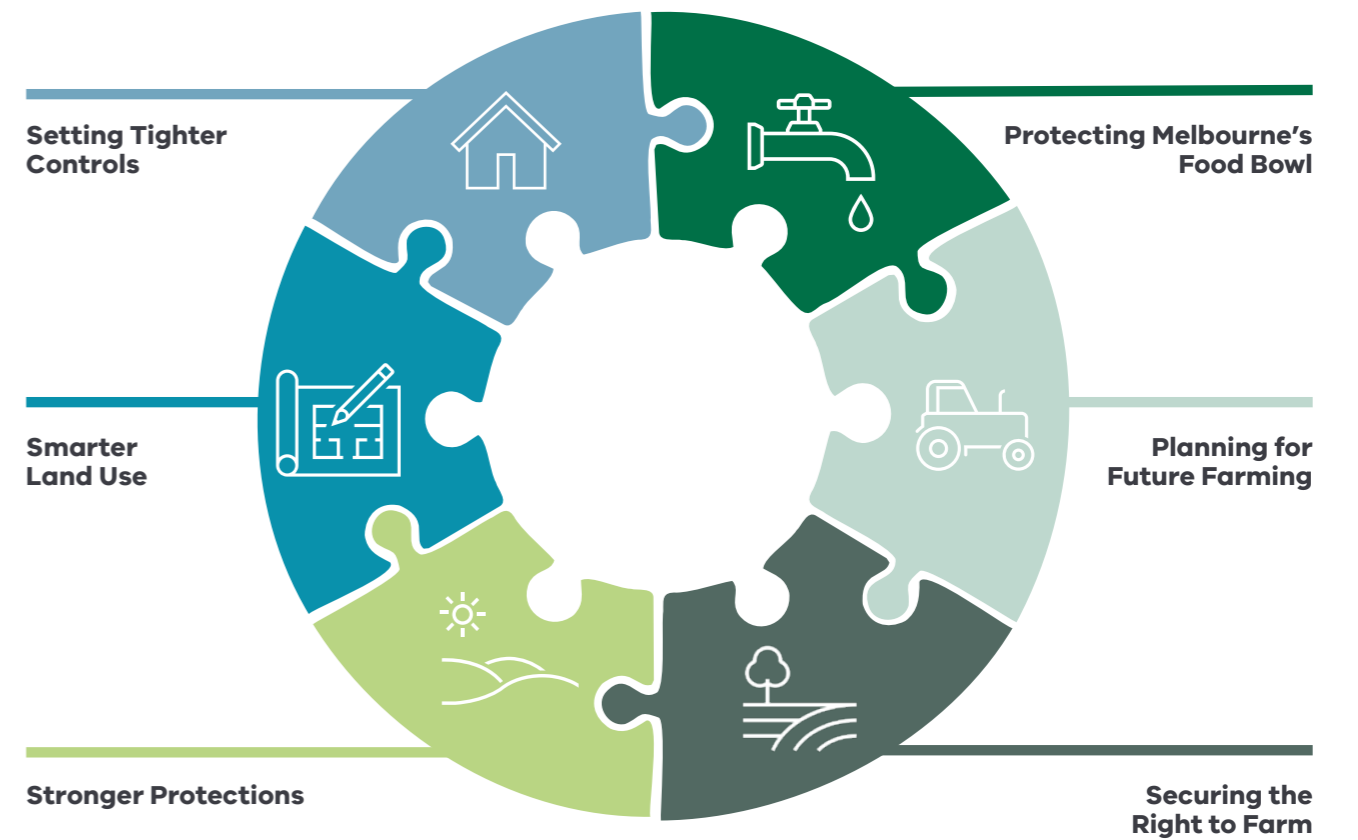 Setting Tighter
Controls
Protecting Melbourne's
Food Bowl
Smarter
Land Use
Planning for
Future Farming
Stronger Protections
Securing the
Right to Farm